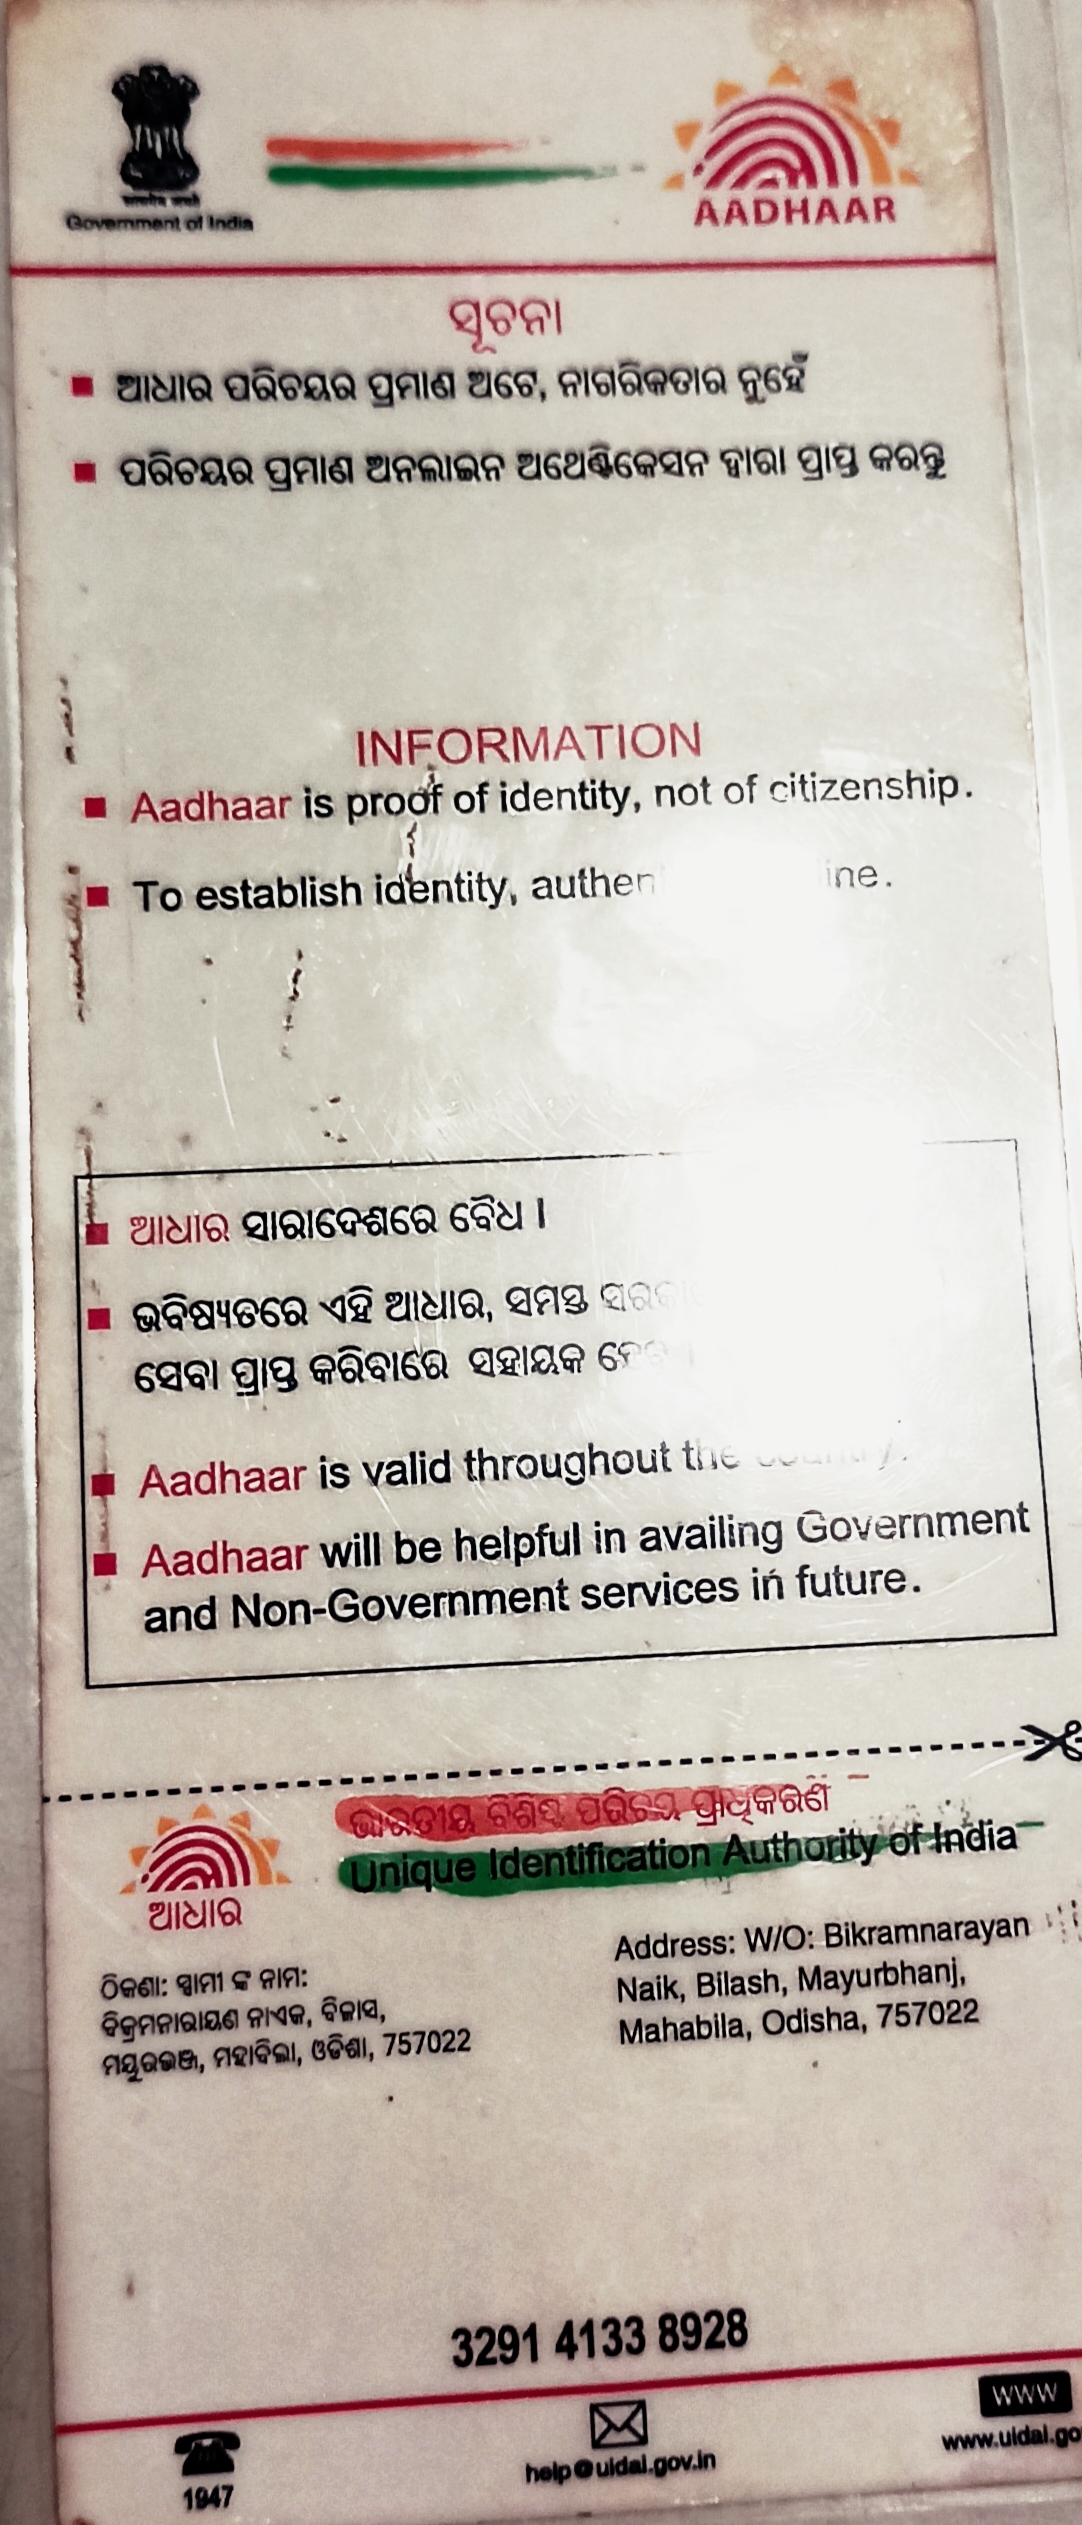 Government of India
AADHAAR
ସୂଚନା
ଆଧାର ପରିଚୟର ପ୍ରମାଣ ଅଟେ, ନାଗରିକତାର ନୁହେଁ
ପରିଚୟର ପ୍ରମାଣ ଅନଲାଇନ ଅଥେଣ୍ଟିକେସନ ଦ୍ଵାରା ପ୍ରାପ୍ତ କରନ୍ତୁ
INFORMATION
Aadhaar is proof of identity, not of citizenship.
To establish identity,
ଆଧାର ସାରାଦେଶରେ ବୈଧ ।
ଭବିଷ୍ୟତରେ ଏହି ଆଧାର, ସମସ୍ତ
ସେବା ପ୍ରାପ୍ତ କରିବାରେ ସହାୟକ
Aadhaar is valid throughout the country.
Aadhaar will be helpful in availing Government
and Non-Government services in future.
ଭାରତୀୟ ବିଶିଷ୍ଟ ପରିଚୟ ପ୍ରାଧିକରଣ
Unique Identification Authority of India
ଆଧାର
ଠିକଣା: ସ୍ୱାମୀ ଙ୍କ ନାମ:
ବିକ୍ରମନାରାୟଣ ନାଏକ, ବିଳାସ,
ମୟୁରଭଞ୍ଜ, ମହାବିଲା, ଓଡିଶା, 757022
Address: W/O: Bikramnarayan
Naik, Bilash, Mayurbhanj,
Mahabila, Odisha, 757022
3291 4133 8928
1947
help@uidai.gov.in
WWW
www.uidai.go